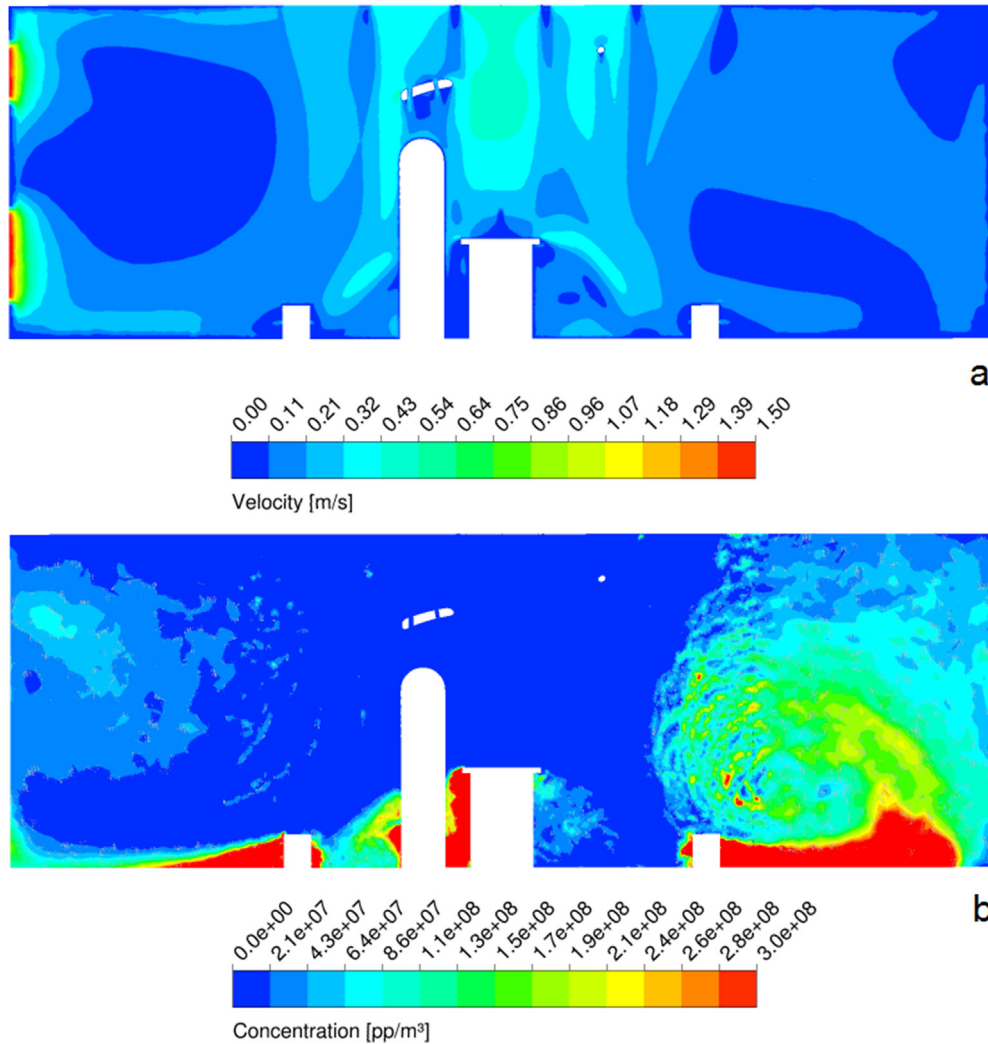 a
0.00 0.11 0.21 0.32 0.43 0.54 0.64 0.75 0.86 0.96 1.07 1.18 1.29 1.39 1.50
Velocity [m/s]
b
0.0e+00 2.1e+07 4.3e+07 6.4e+07 8.6e+07 1.1e+08 1.3e+08 1.5e+08 1.7e+08 1.9e+08 2.1e+08 2.4e+08 2.6e+08 2.8e+08 3.0e+08
Concentration [pp/m³]